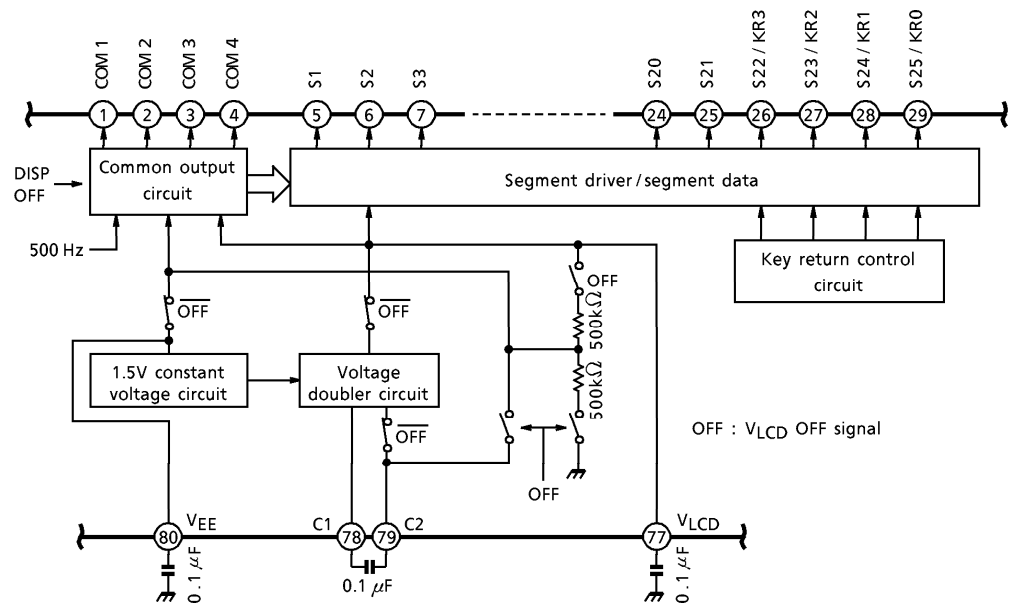 COM 1
COM 2
COM 3
COM 4
S1
S2
S3
S20
S21
S22 / KR3
S23 / KR2
S24 / KR1
S25 / KR0
1
2
3
4
5
6
7
24
25
26
27
28
29
DISP
OFF
Common output
circuit
Segment driver / segment data
500 Hz
Key return control
circuit
OFF
OFF
OFF
500kΩ
500kΩ
1.5V constant
voltage circuit
Voltage
doubler circuit
OFF
OFF
OFF : VLCD OFF signal
80
VEE
C1
78
79
C2
77
VLCD
0.1 μF
0.1 μF
0.1 μF